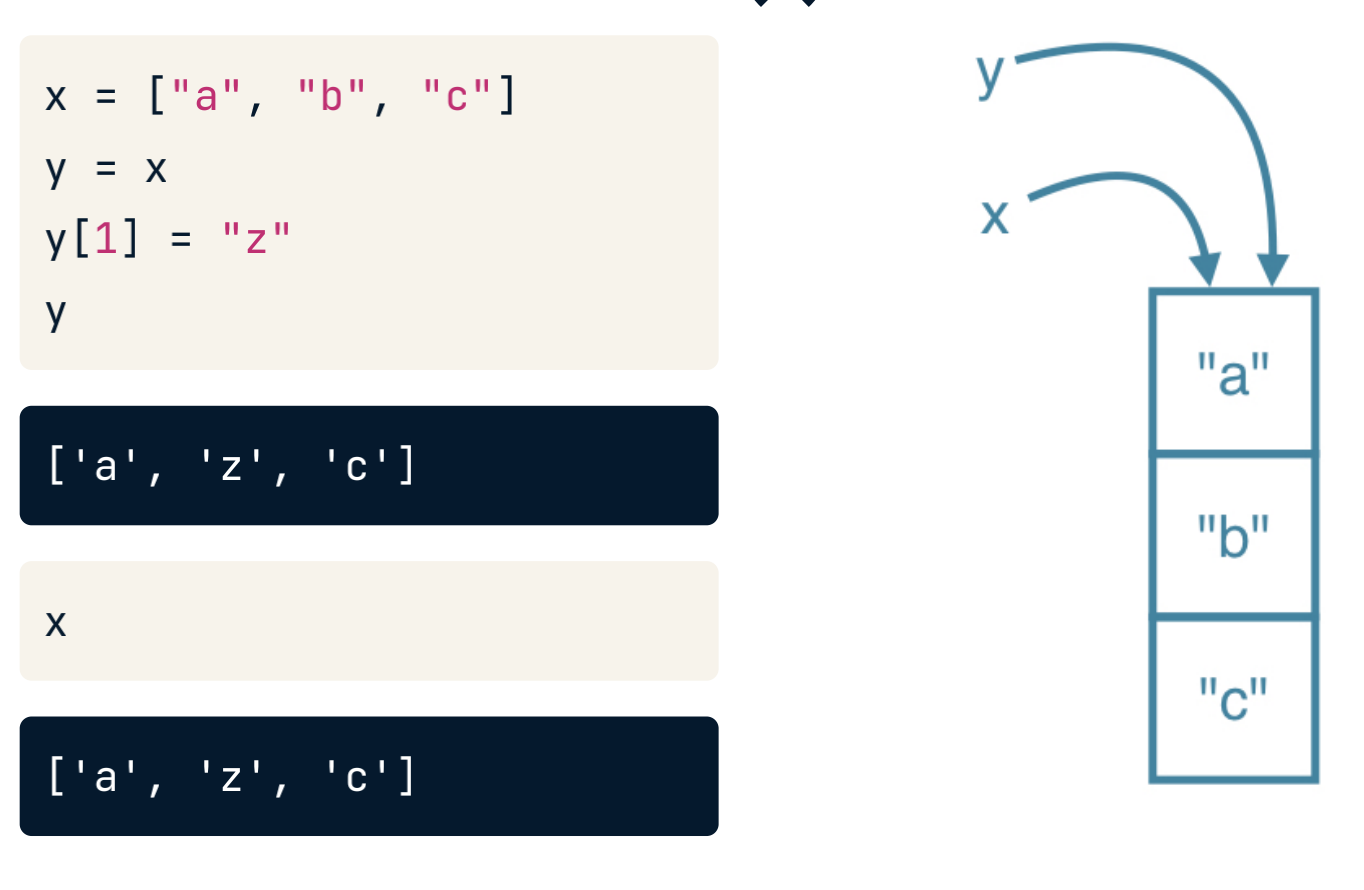 x = ["a", "b", "c"]
y = x
y[1] = "z"
y
['a', 'z', 'c']
x
['a', 'z', 'c']
y
x
"a"
"b"
"c"